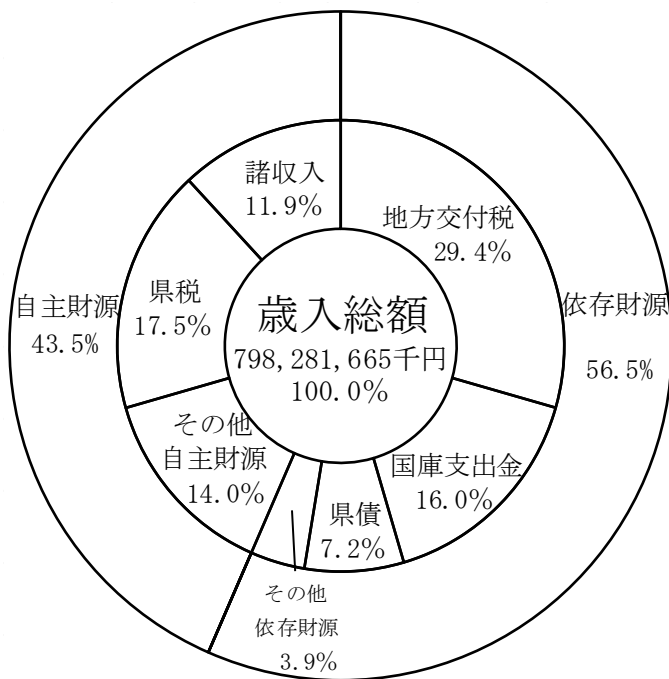 諸収入
11.9%
地方交付税
29.4%
自主財源
43.5%
県税
17.5%
歳入総額
798,281,665千円
100.0%
依存財源
56.5%
その他
自主財源
14.0%
国庫支出金
16.0%
県債
7.2%
その他
依存財源
3.9%